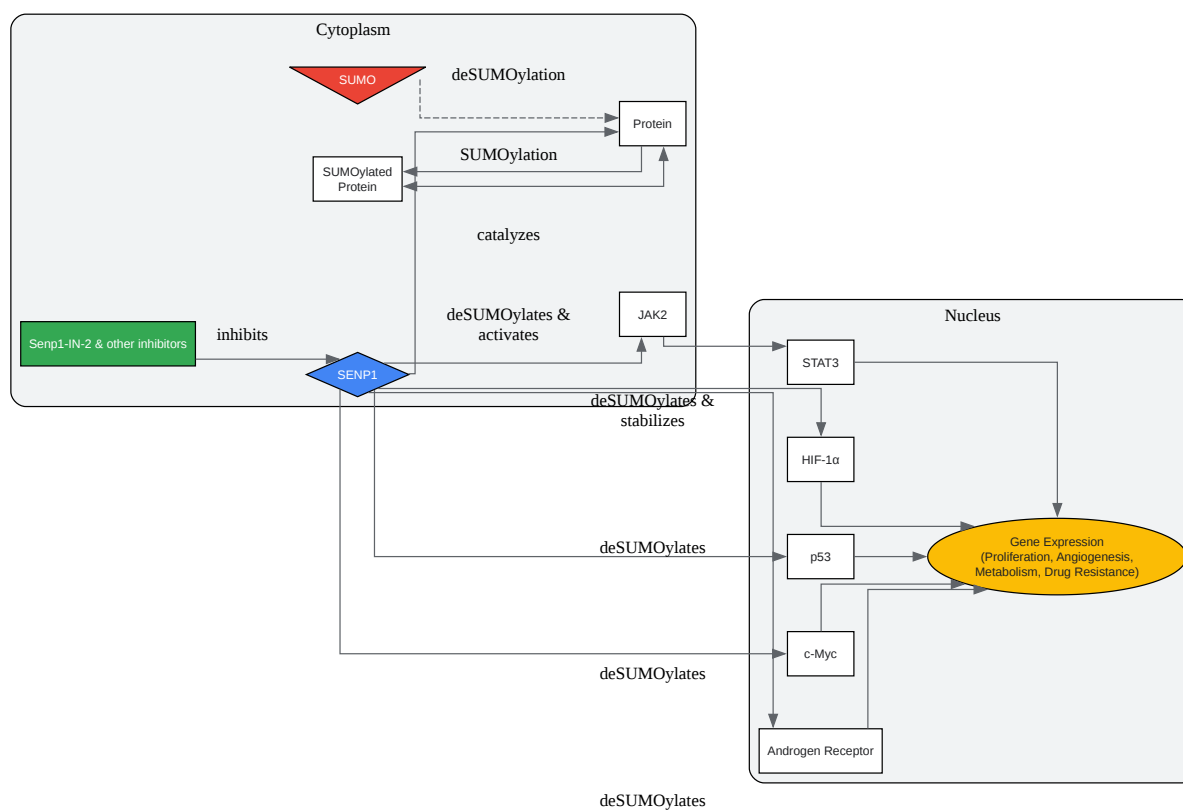 Cytoplasm
SUMO
deSUMOylation
Protein
SUMOylation
SUMOylated
Protein
catalyzes
deSUMOylates &
activates
JAK2
Nucleus
inhibits
Senp1-IN-2 & other inhibitors
SENP1
STAT3
deSUMOylates &
stabilizes
HIF-1α
deSUMOylates
p53
Gene Expression
(Proliferation, Angiogenesis,
Metabolism, Drug Resistance)
c-Myc
deSUMOylates
Androgen Receptor
deSUMOylates